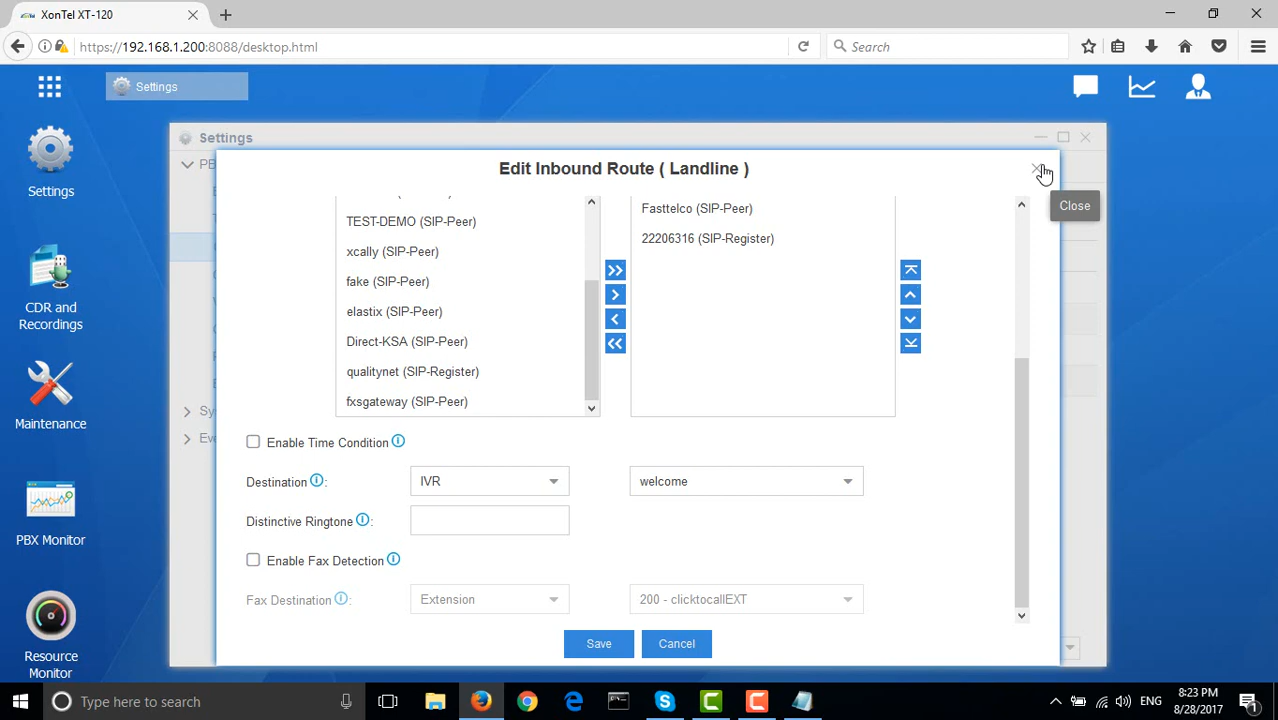 XonTel XT-120
https://192.168.1.200:8088/desktop.html
Search
Settings
Settings
Settings
CDR and
Recordings
Maintenance
PBX Monitor
Resource
Monitor
Edit Inbound Route ( Landline )
Close
TEST-DEMO (SIP-Peer)
xcally (SIP-Peer)
fake (SIP-Peer)
elastix (SIP-Peer)
Direct-KSA (SIP-Peer)
qualitynet (SIP-Register)
fxsgateway (SIP-Peer)
Fasttelco (SIP-Peer)
22206316 (SIP-Register)
Enable Time Condition
Destination : IVR welcome
Distinctive Ringtone :
Enable Fax Detection
Fax Destination : Extension 200 - clicktocallEXT
Save Cancel
Type here to search
ENG
8:23 PM
8/28/2017